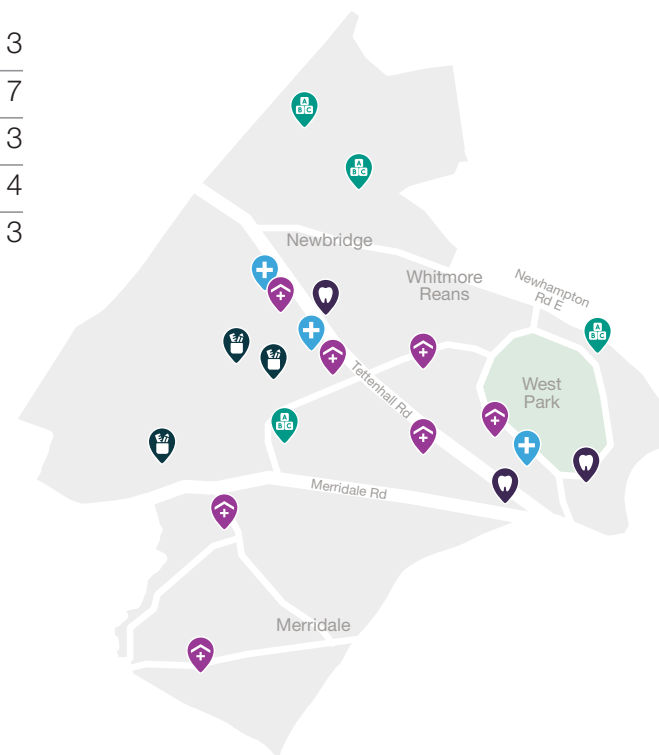 3
7
3
4
3
A
B C
A
B C
Newbridge
Whitmore
Reans
Newhampton
Rd E
A
B C
West
Park
Tettenhall Rd
A
B C
Merridale Rd
Merridale